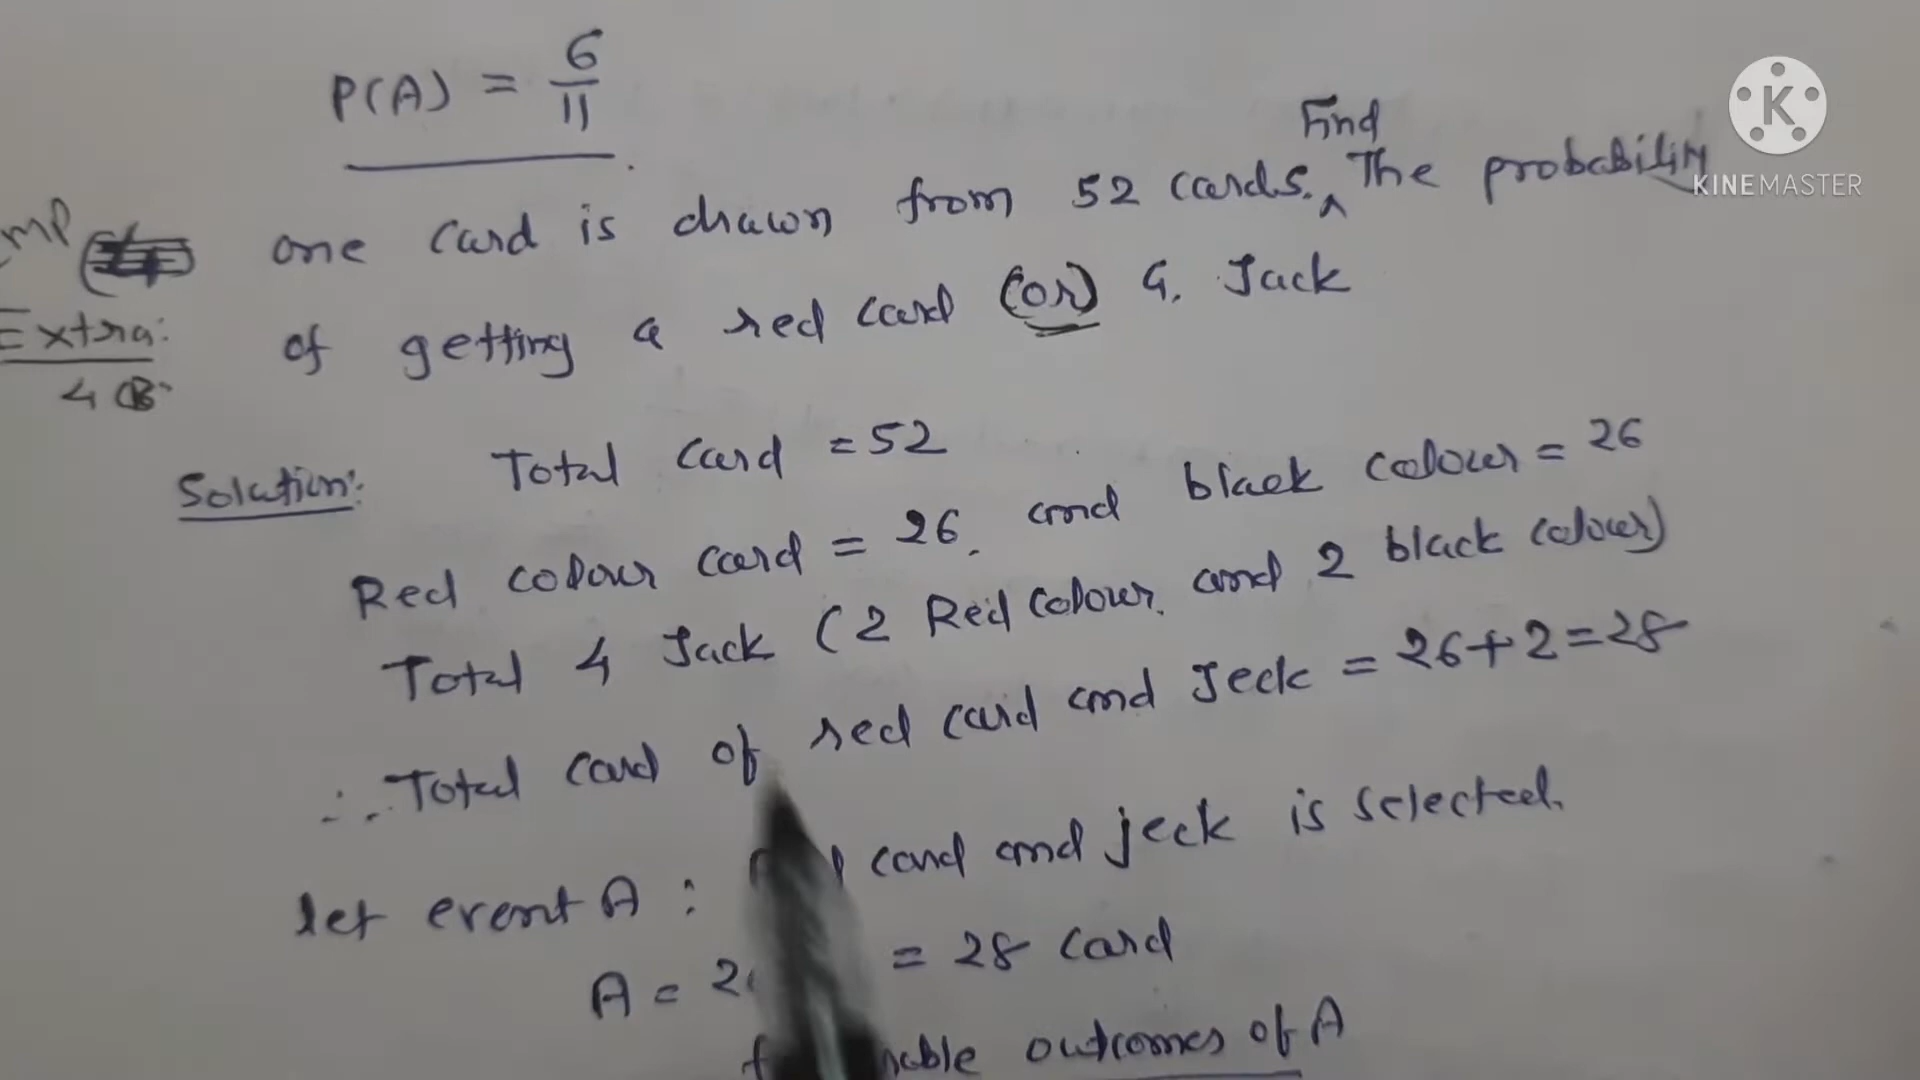 P(A) = 6/11
Find
one card is drawn from 52 cards. ^ The probability
of getting a red card (or) a. Jack
Extra:
Solution: Total card = 52
Red colour card = 26. and black colour = 26
Total 4 Jack (2 Red colour. and 2 black colour)
∴ Total card of red card and Jeck = 26+2=28
let event A : card and jeck is selected.
A = = 28 card
outcomes of A
K
KINEMASTER